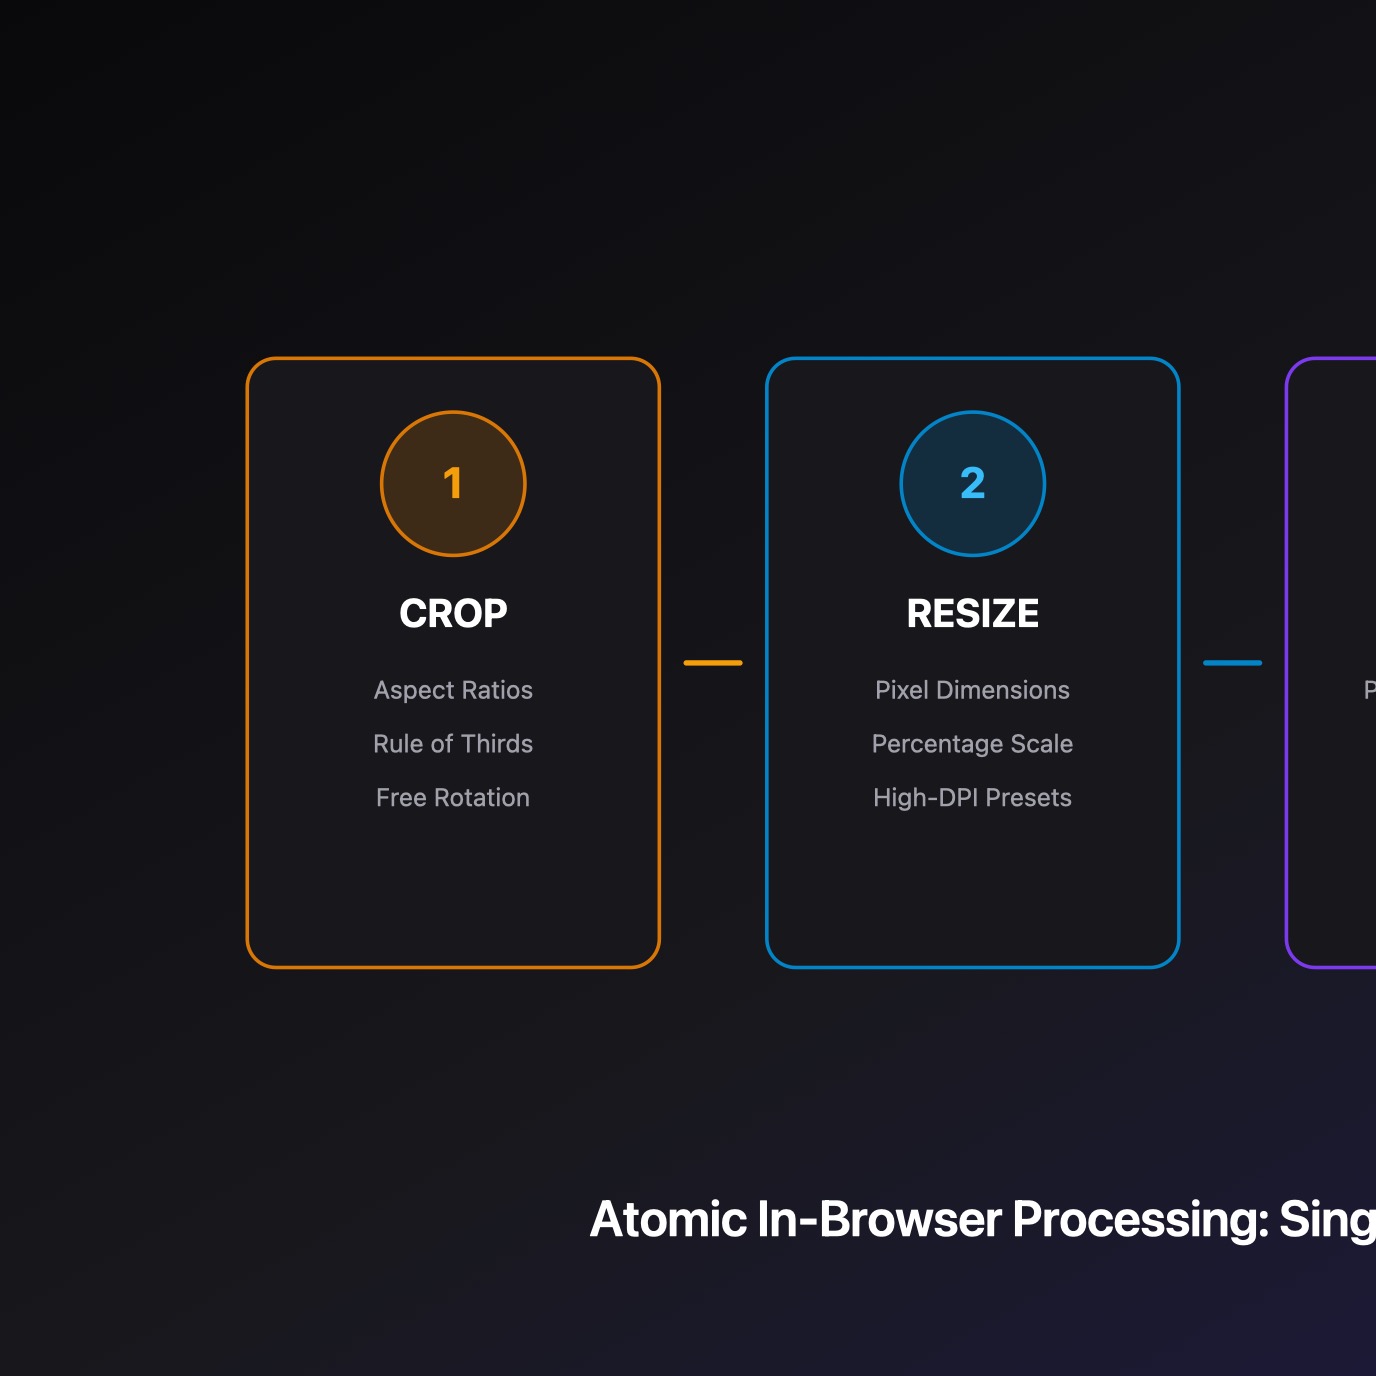 1
CROP
Aspect Ratios
Rule of Thirds
Free Rotation
2
RESIZE
Pixel Dimensions
Percentage Scale
High-DPI Presets
Atomic In-Browser Processing: